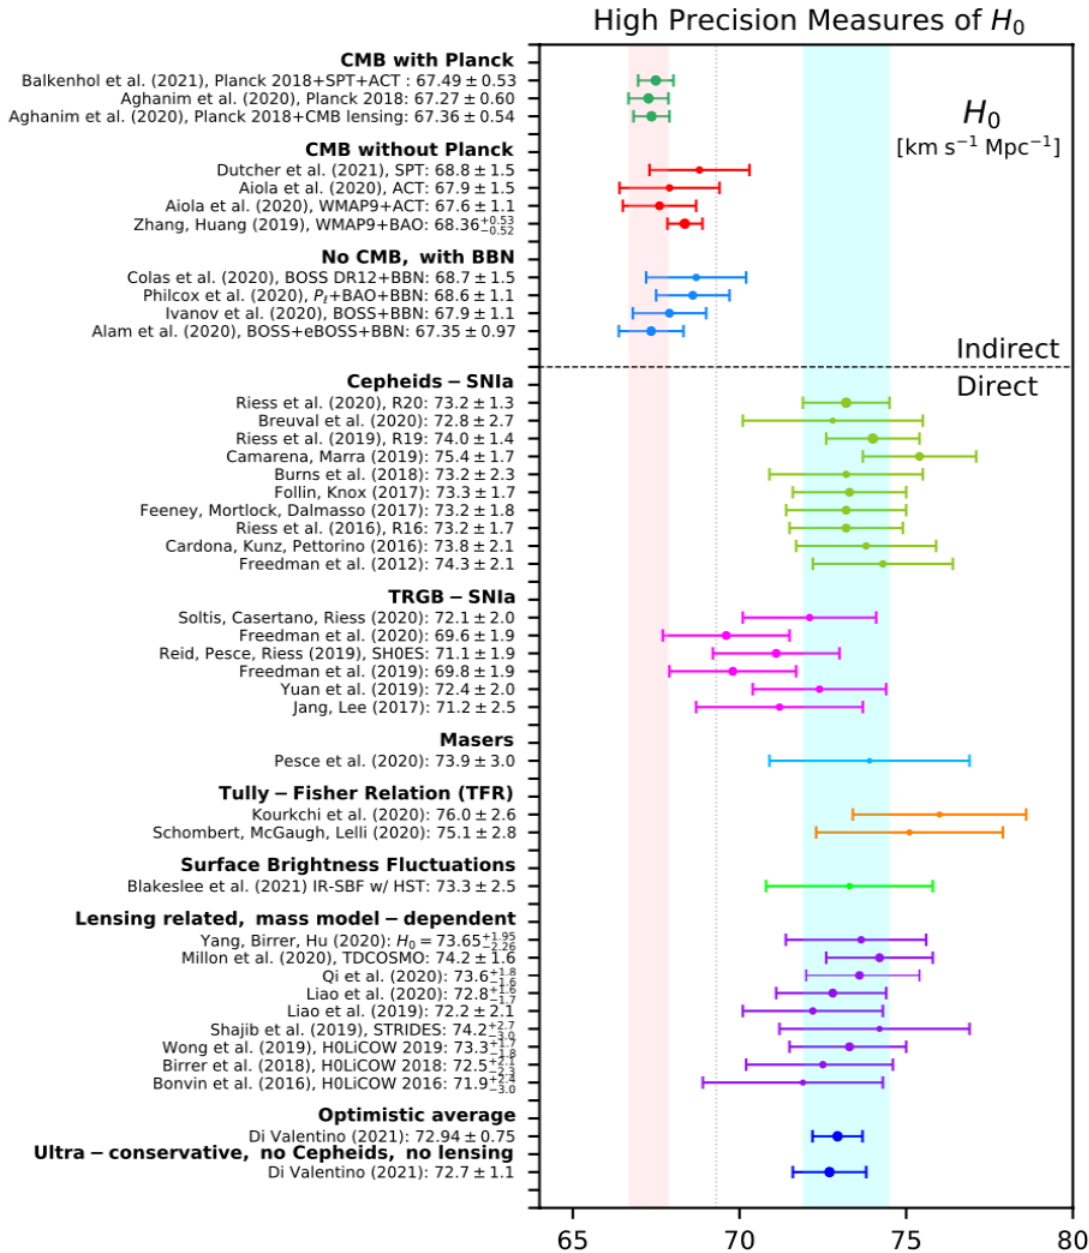 High Precision Measures of H₀
CMB with Planck
Balkenhol et al. (2021), Planck 2018+SPT+ACT : 67.49 ± 0.53
Aghanim et al. (2020), Planck 2018: 67.27 ± 0.60
Aghanim et al. (2020), Planck 2018+CMB lensing: 67.36 ± 0.54
H₀
[km s⁻¹ Mpc⁻¹]
CMB without Planck
Dutcher et al. (2021), SPT: 68.8 ± 1.5
Aiola et al. (2020), ACT: 67.9 ± 1.5
Aiola et al. (2020), WMAP9+ACT: 67.6 ± 1.1
Zhang, Huang (2019), WMAP9+BAO: 68.36 +0.53 −0.52
No CMB, with BBN
Colas et al. (2020), BOSS DR12+BBN: 68.7 ± 1.5
Philcox et al. (2020), Pℓ+BAO+BBN: 68.6 ± 1.1
Ivanov et al. (2020), BOSS+BBN: 67.9 ± 1.1
Alam et al. (2020), BOSS+eBOSS+BBN: 67.35 ± 0.97
Indirect
Direct
Cepheids − SNIa
Riess et al. (2020), R20: 73.2 ± 1.3
Breuval et al. (2020): 72.8 ± 2.7
Riess et al. (2019), R19: 74.0 ± 1.4
Camarena, Marra (2019): 75.4 ± 1.7
Burns et al. (2018): 73.2 ± 2.3
Follin, Knox (2017): 73.3 ± 1.7
Feeney, Mortlock, Dalmasso (2017): 73.2 ± 1.8
Riess et al. (2016), R16: 73.2 ± 1.7
Cardona, Kunz, Pettorino (2016): 73.8 ± 2.1
Freedman et al. (2012): 74.3 ± 2.1
TRGB − SNIa
Soltis, Casertano, Riess (2020): 72.1 ± 2.0
Freedman et al. (2020): 69.6 ± 1.9
Reid, Pesce, Riess (2019), SH0ES: 71.1 ± 1.9
Freedman et al. (2019): 69.8 ± 1.9
Yuan et al. (2019): 72.4 ± 2.0
Jang, Lee (2017): 71.2 ± 2.5
Masers
Pesce et al. (2020): 73.9 ± 3.0
Tully − Fisher Relation (TFR)
Kourkchi et al. (2020): 76.0 ± 2.6
Schombert, McGaugh, Lelli (2020): 75.1 ± 2.8
Surface Brightness Fluctuations
Blakeslee et al. (2021) IR-SBF w/ HST: 73.3 ± 2.5
Lensing related, mass model − dependent
Yang, Birrer, Hu (2020): H₀ = 73.65 +1.95 −2.26
Millon et al. (2020), TDCOSMO: 74.2 ± 1.6
Qi et al. (2020): 73.6 +1.8 −1.6
Liao et al. (2020): 72.8 +1.6 −1.7
Liao et al. (2019): 72.2 ± 2.1
Shajib et al. (2019), STRIDES: 74.2 +2.7 −3.0
Wong et al. (2019), H0LiCOW 2019: 73.3 +1.7 −1.8
Birrer et al. (2018), H0LiCOW 2018: 72.5 +2.1 −2.3
Bonvin et al. (2016), H0LiCOW 2016: 71.9 +2.4 −3.0
Optimistic average
Di Valentino (2021): 72.94 ± 0.75
Ultra − conservative, no Cepheids, no lensing
Di Valentino (2021): 72.7 ± 1.1
65 70 75 80